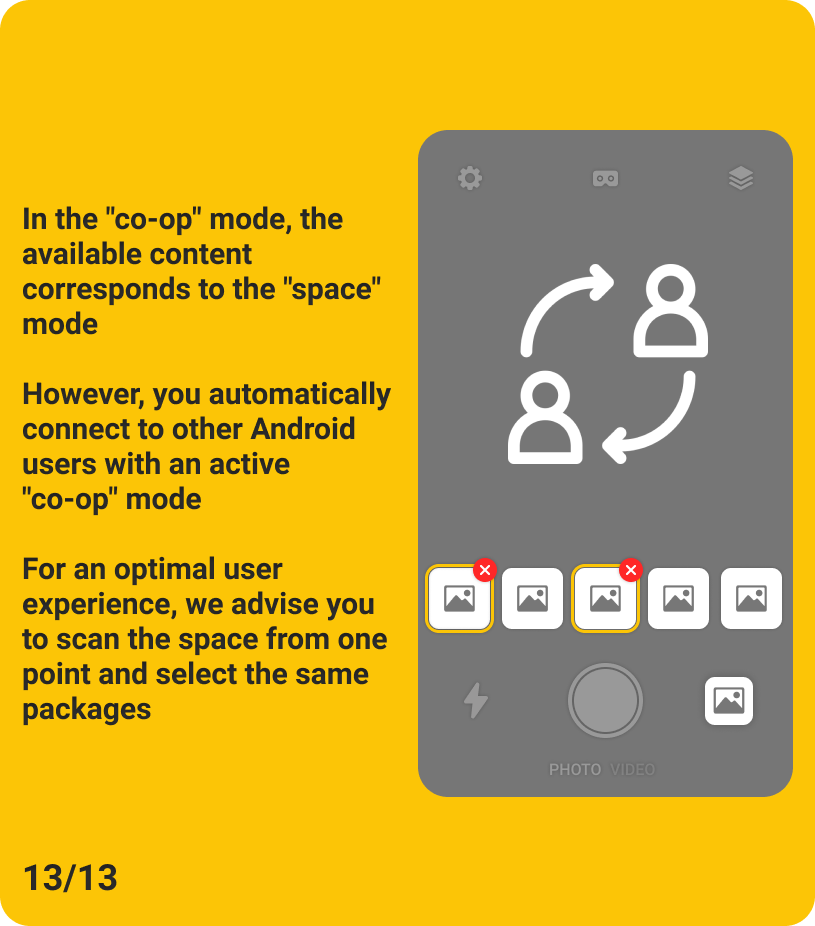 In the "co-op" mode, the
available content
corresponds to the "space"
mode
However, you automatically
connect to other Android
users with an active
"co-op" mode
For an optimal user
experience, we advise you
to scan the space from one
point and select the same
packages
PHOTO VIDEO
13/13